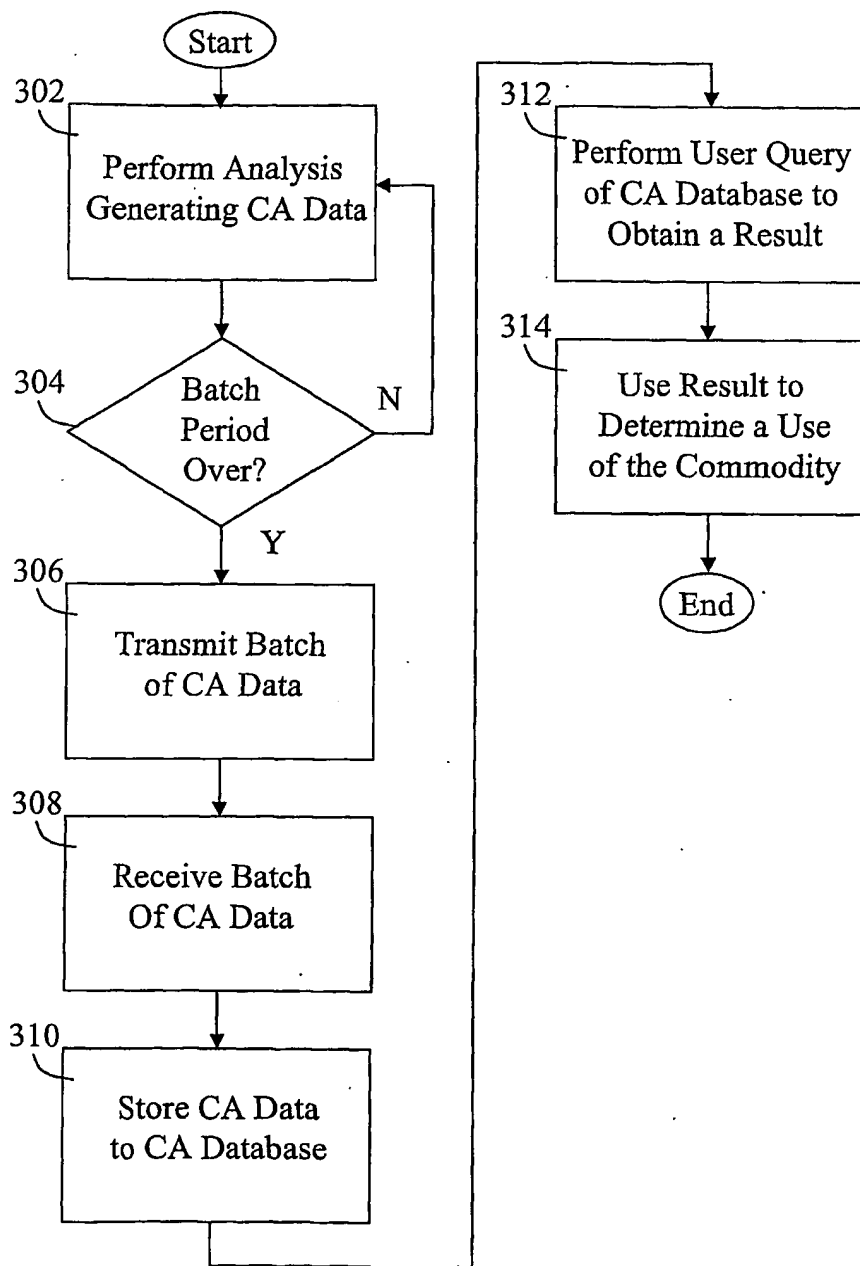 Start
302
Perform Analysis
Generating CA Data
304
Batch
Period
Over?
N
Y
306
Transmit Batch
of CA Data
308
Receive Batch
Of CA Data
310
Store CA Data
to CA Database
312
Perform User Query
of CA Database to
Obtain a Result
314
Use Result to
Determine a Use
of the Commodity
End